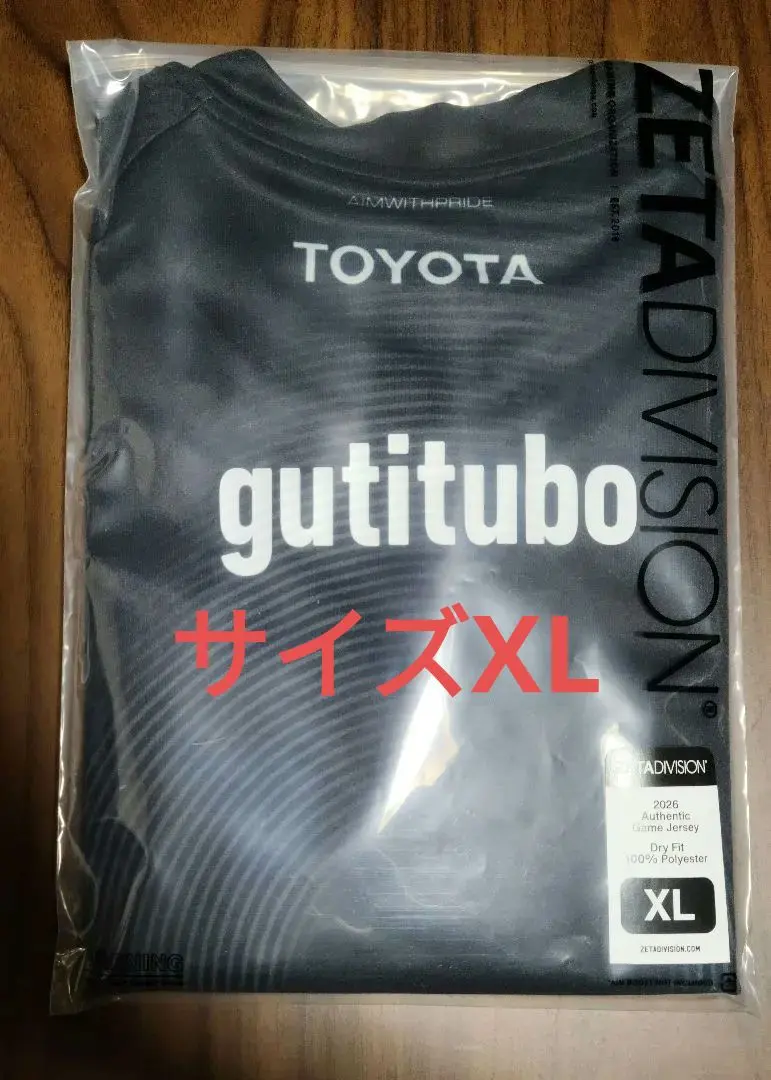 AIMWITHPRIDE
TOYOTA
gutitubo
サイズXL
ZETADIVISION®
ZETADIVISION®
2026
Authentic
Game Jersey
Dry Fit
100% Polyester
XL
ZETADIVISION.COM